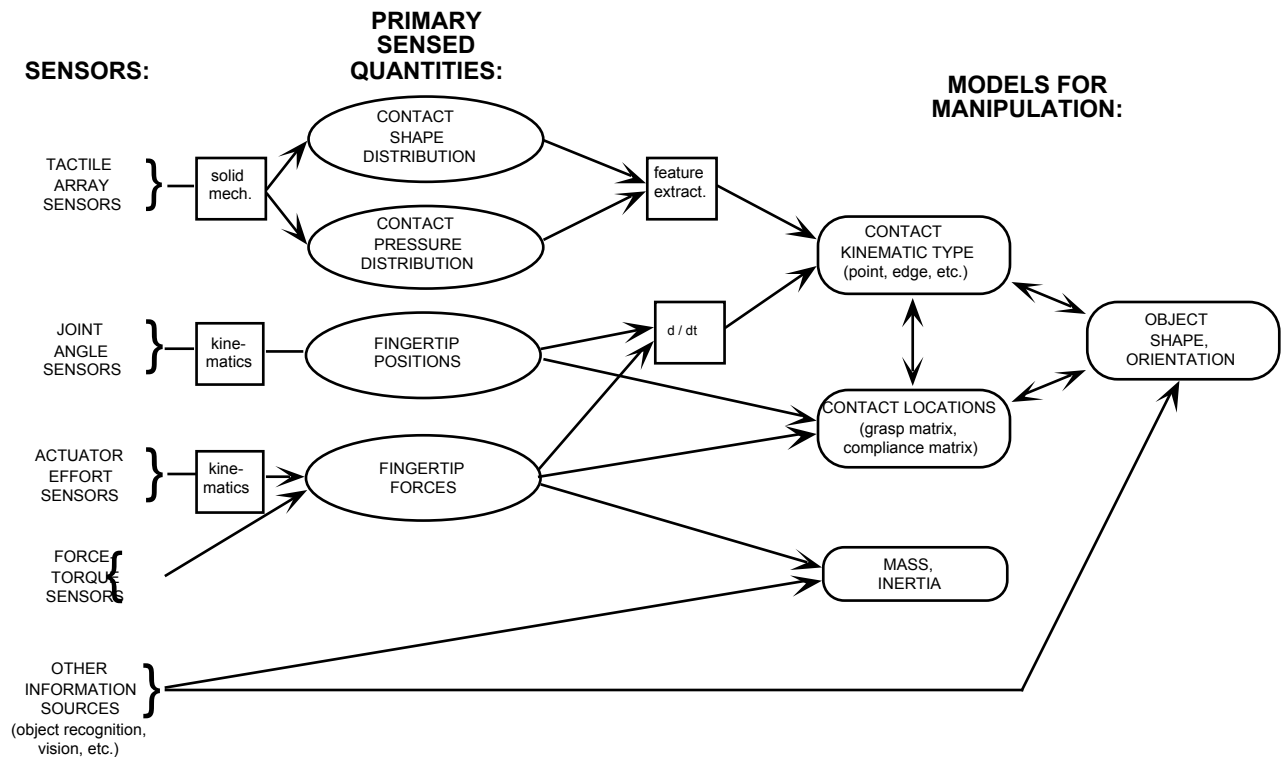 SENSORS:
PRIMARY
SENSED
QUANTITIES:
MODELS FOR
MANIPULATION:
TACTILE
ARRAY
SENSORS
solid
mech.
CONTACT
SHAPE
DISTRIBUTION
CONTACT
PRESSURE
DISTRIBUTION
feature
extract.
CONTACT
KINEMATIC TYPE
(point, edge, etc.)
JOINT
ANGLE
SENSORS
kine-
matics
FINGERTIP
POSITIONS
d / dt
OBJECT
SHAPE,
ORIENTATION
CONTACT LOCATIONS
(grasp matrix,
compliance matrix)
ACTUATOR
EFFORT
SENSORS
kine-
matics
FINGERTIP
FORCES
FORCE
TORQUE
SENSORS
MASS,
INERTIA
OTHER
INFORMATION
SOURCES
(object recognition,
vision, etc.)